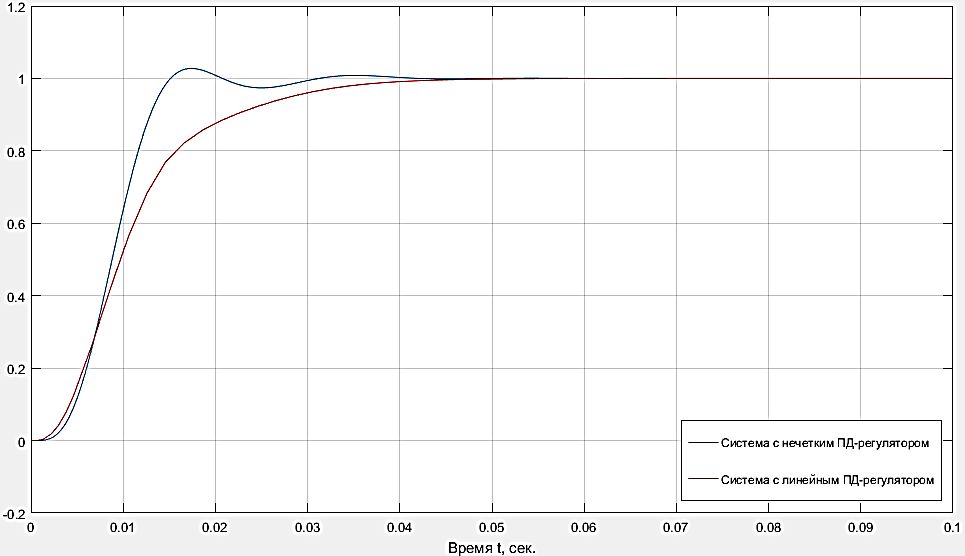 1.2
1
0.8
0.6
0.4
0.2
0
-0.2
0 0.01 0.02 0.03 0.04 0.05 0.06 0.07 0.08 0.09 0.1
Время t, сек.
Система с нечетким ПД-регулятором
Система с линейным ПД-регулятором